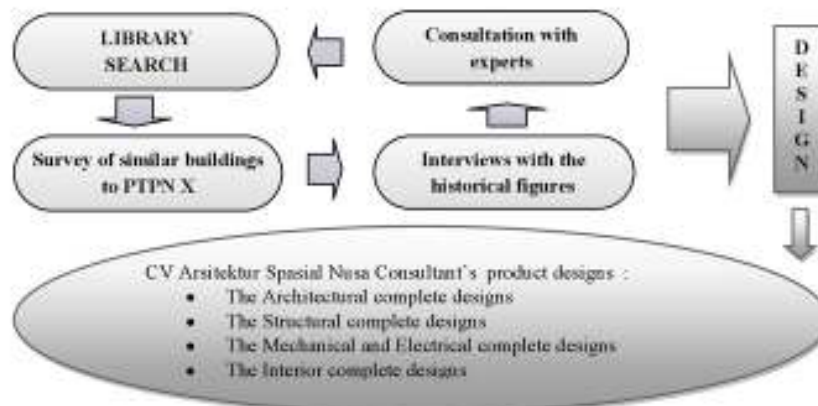 LIBRARY
SEARCH
Consultation with
experts
Survey of similar buildings
to PTPN X
Interviews with the
historical figures
D
E
S
I
G
N
CV Arsitektur Spasial Nusa Consultant`s product designs :
• The Architectural complete designs
• The Structural complete designs
• The Mechanical and Electrical complete designs
• The Interior complete designs